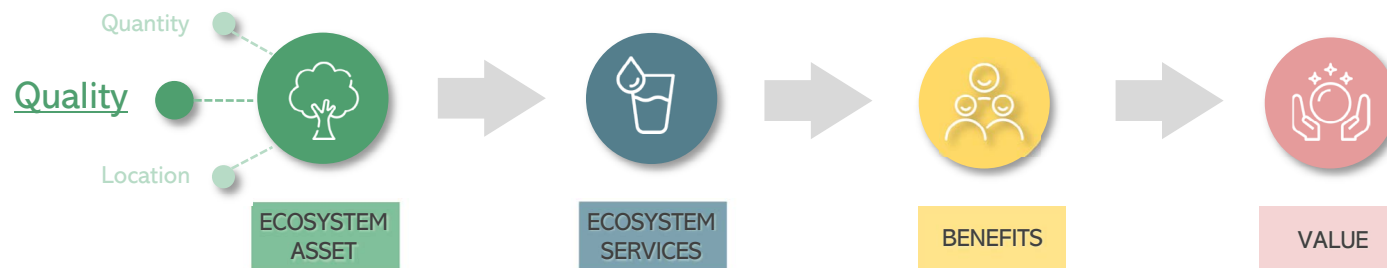 Quantity
Quality
Location
ECOSYSTEM
ASSET
ECOSYSTEM
SERVICES
BENEFITS
VALUE